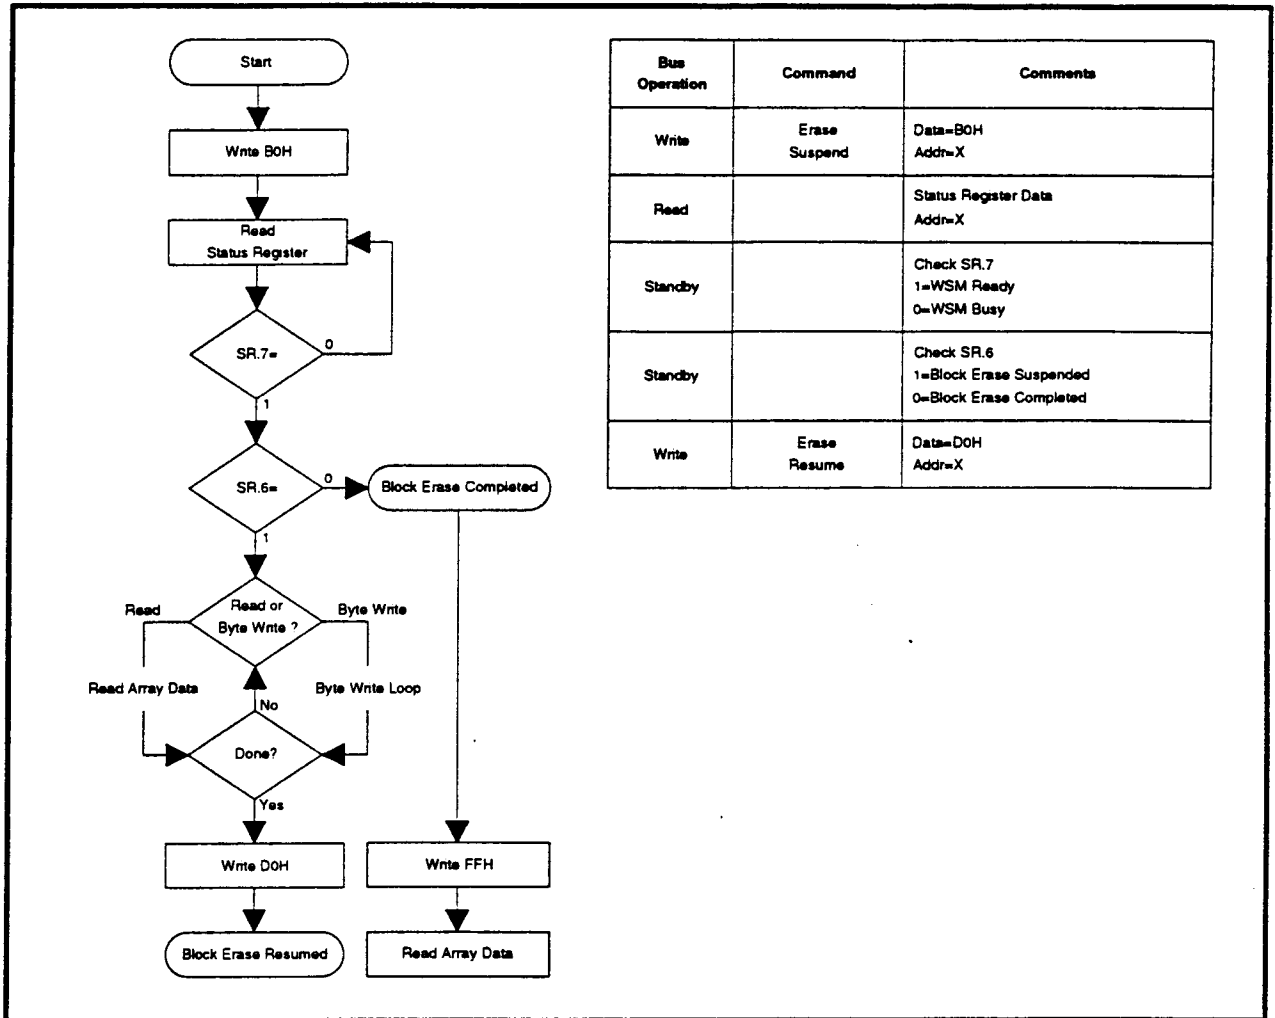 Start
Write B0H
Read
Status Register
SR.7=
0
1
SR.6=
0
Block Erase Completed
1
Read or
Byte Write ?
Read
Byte Write
Read Array Data
Byte Write Loop
No
Done?
Yes
Write D0H
Write FFH
Block Erase Resumed
Read Array Data
Bus
Operation
Command
Comments
Write
Erase
Suspend
Data=B0H
Addr=X
Read
Status Register Data
Addr=X
Standby
Check SR.7
1=WSM Ready
0=WSM Busy
Standby
Check SR.6
1=Block Erase Suspended
0=Block Erase Completed
Write
Erase
Resume
Data=D0H
Addr=X